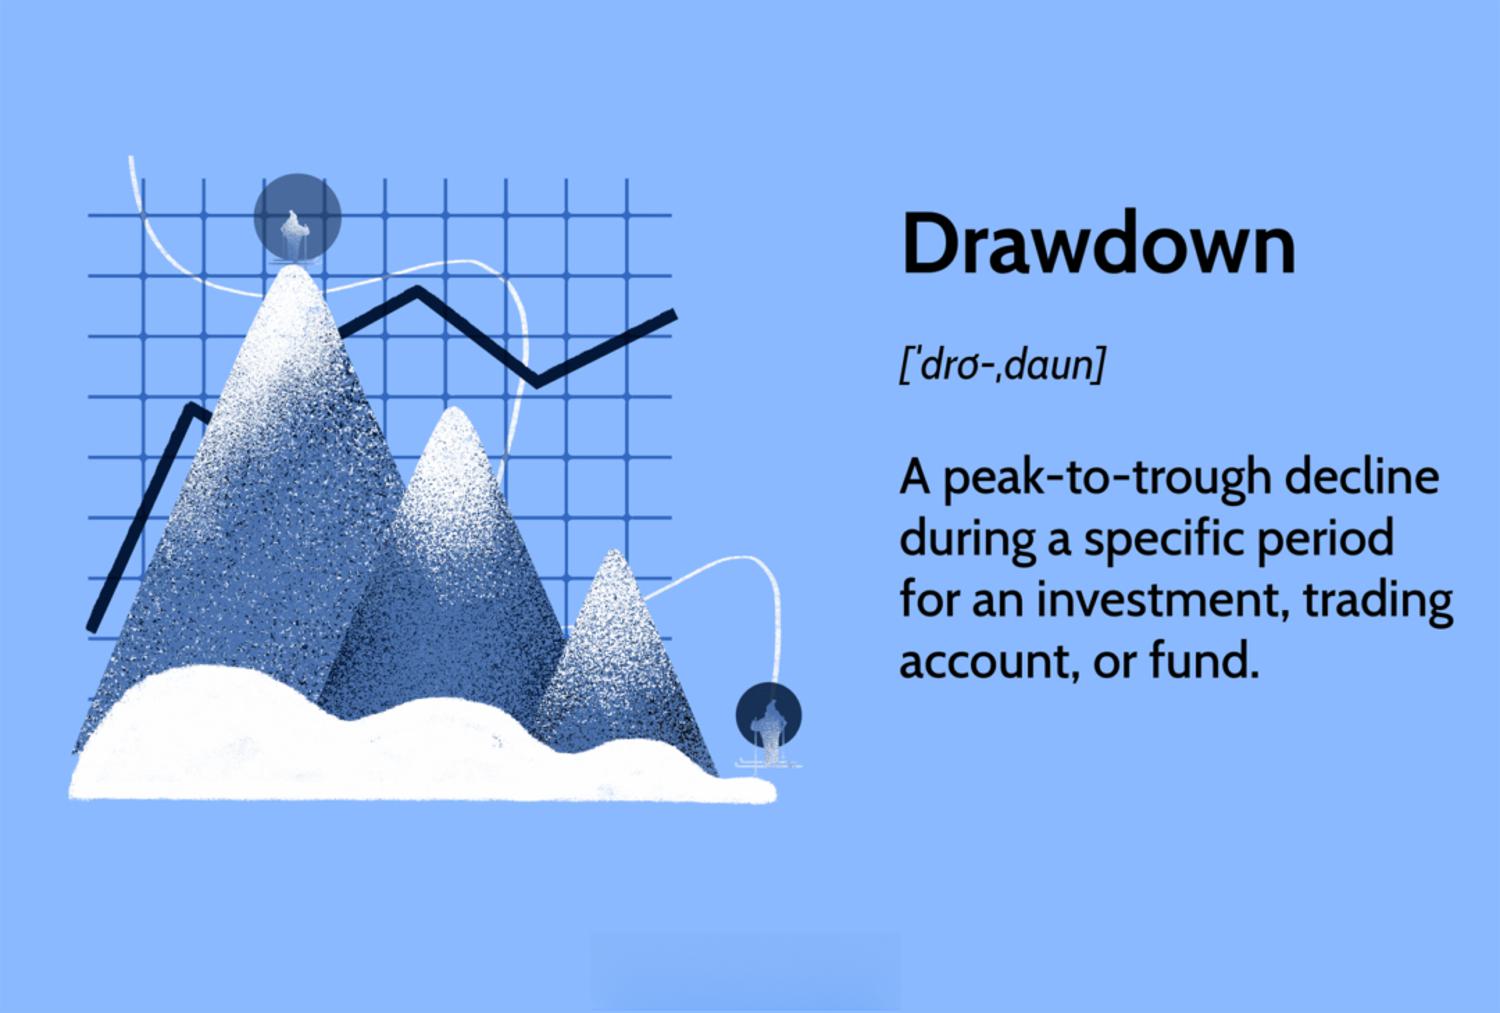 Drawdown
[ˈdrơ-ˌdaun]
A peak-to-trough decline
during a specific period
for an investment, trading
account, or fund.